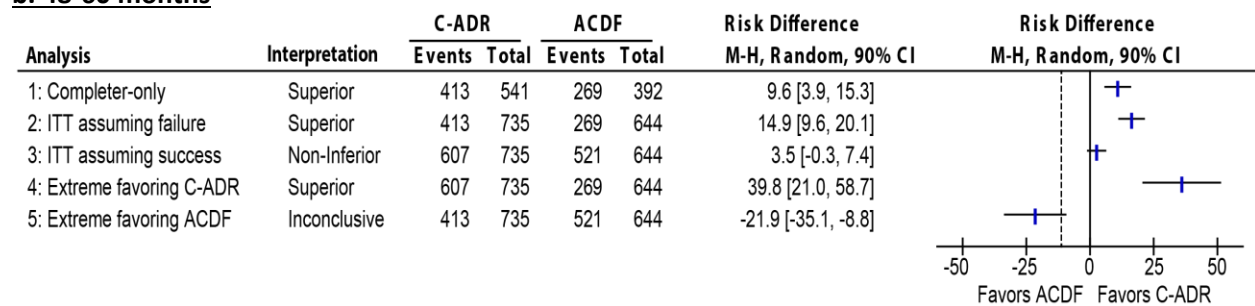 b. 48-60 months
C-ADR ACDF Risk Difference Risk Difference
Analysis Interpretation Events Total Events Total M-H, Random, 90% CI M-H, Random, 90% CI
1: Completer-only Superior 413 541 269 392 9.6 [3.9, 15.3]
2: ITT assuming failure Superior 413 735 269 644 14.9 [9.6, 20.1]
3: ITT assuming success Non-Inferior 607 735 521 644 3.5 [-0.3, 7.4]
4: Extreme favoring C-ADR Superior 607 735 269 644 39.8 [21.0, 58.7]
5: Extreme favoring ACDF Inconclusive 413 735 521 644 -21.9 [-35.1, -8.8]
-50 -25 0 25 50
Favors ACDF Favors C-ADR